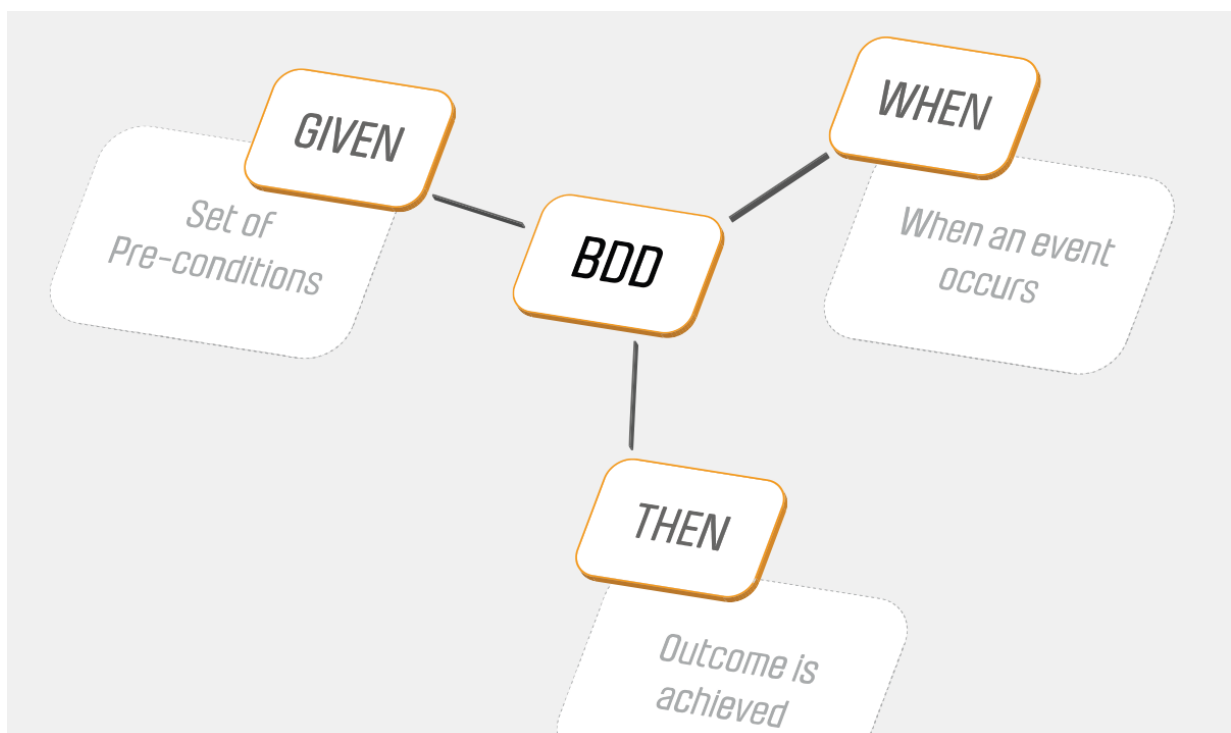 GIVEN
Set of
Pre-conditions
BDD
WHEN
When an event
occurs
THEN
Outcome is
achieved